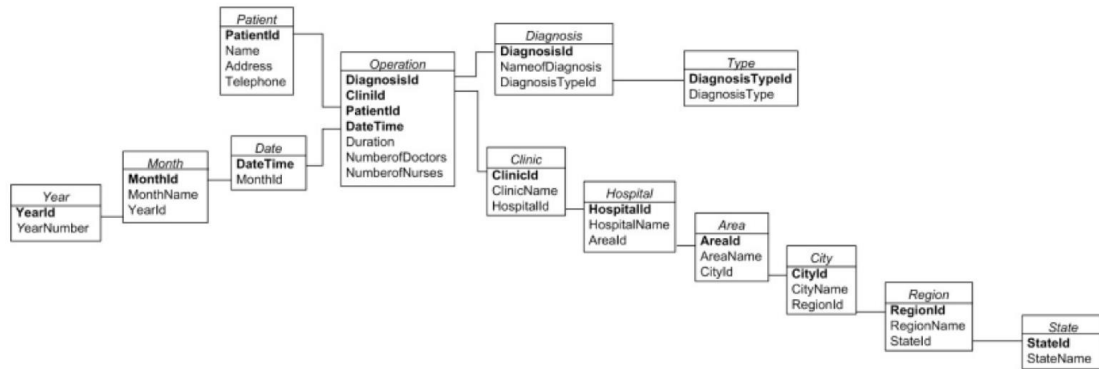 Patient
PatientId
Name
Address
Telephone
Operation
DiagnosisId
CliniId
PatientId
DateTime
Duration
NumberofDoctors
NumberofNurses
Diagnosis
DiagnosisId
NameofDiagnosis
DiagnosisTypeId
Type
DiagnosisTypeId
DiagnosisType
Date
DateTime
MonthId
Month
MonthId
MonthName
YearId
Year
YearId
YearNumber
Clinic
ClinicId
ClinicName
HospitalId
Hospital
HospitalId
HospitalName
AreaId
Area
AreaId
AreaName
CityId
City
CityId
CityName
RegionId
Region
RegionId
RegionName
StateId
State
StateId
StateName